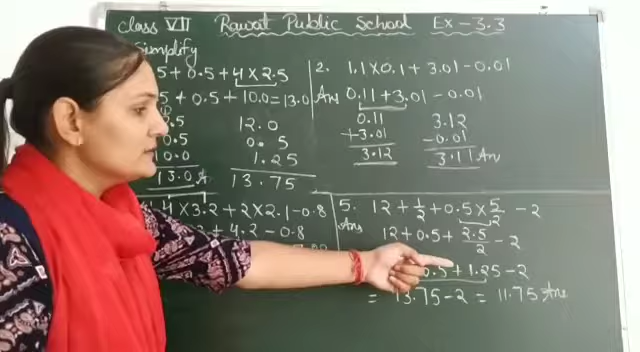 Class VII Rawat Public School Ex-3.3
Simplify
5 + 0.5 + 4 × 2.5
5 + 0.5 + 10.0 = 13.0
0.5
10.0
13.0 A
12.0
0.5
1.25
13.75
2. 1.1 × 0.1 + 3.01 - 0.01
Ans 0.11 + 3.01 - 0.01
0.11
+3.01
3.12
3.12
-0.01
3.11 Ans
4 × 3.2 + 2 × 2.1 - 0.8
+ 4.2 - 0.8
5. 12 + 1/2 + 0.5 × 5/2 - 2
Ans 12 + 0.5 + 2.5/2 - 2
0.5 + 1.25 - 2
= 13.75 - 2 = 11.75 Ans